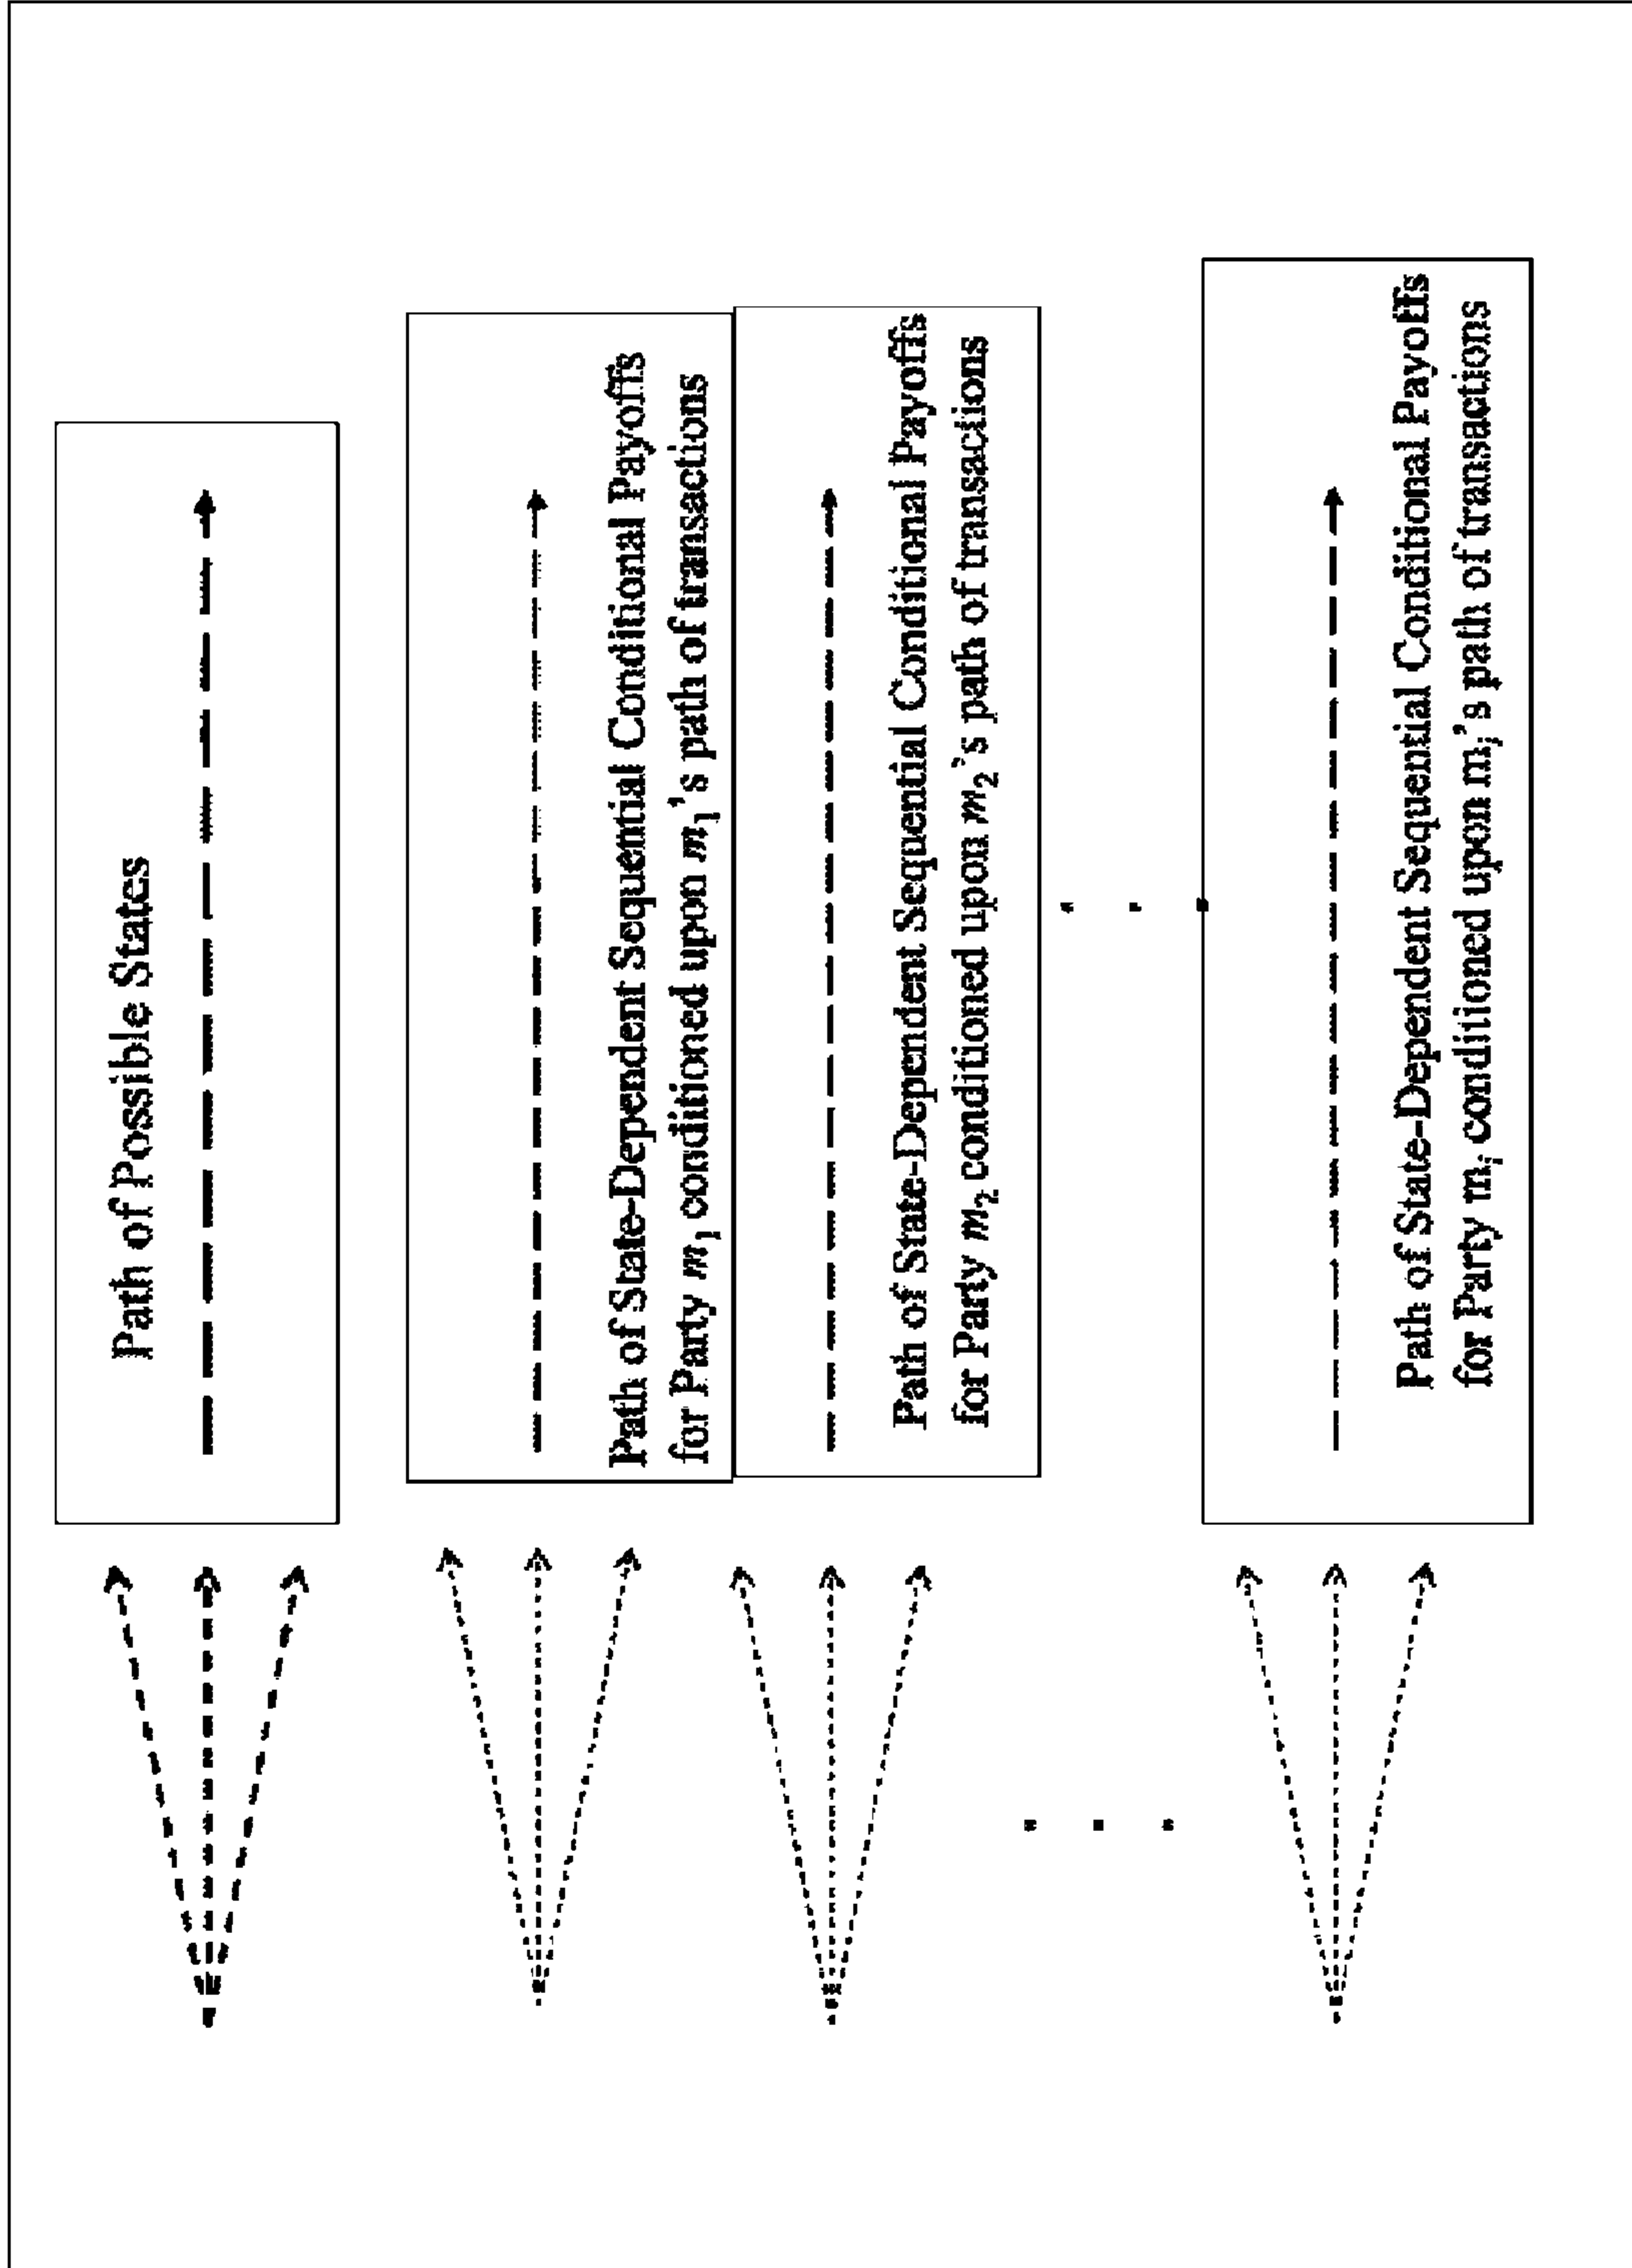 Path of Possible States
Path of State-Dependent Sequential Conditional Payoffs
for Party m₁ conditioned upon m₁'s path of transactions
Path of State-Dependent Sequential Conditional Payoffs
for Party m₂ conditioned upon m₂'s path of transactions
Path of State-Dependent Sequential Conditional Payoffs
for Party mⱼ conditioned upon mⱼ's path of transactions